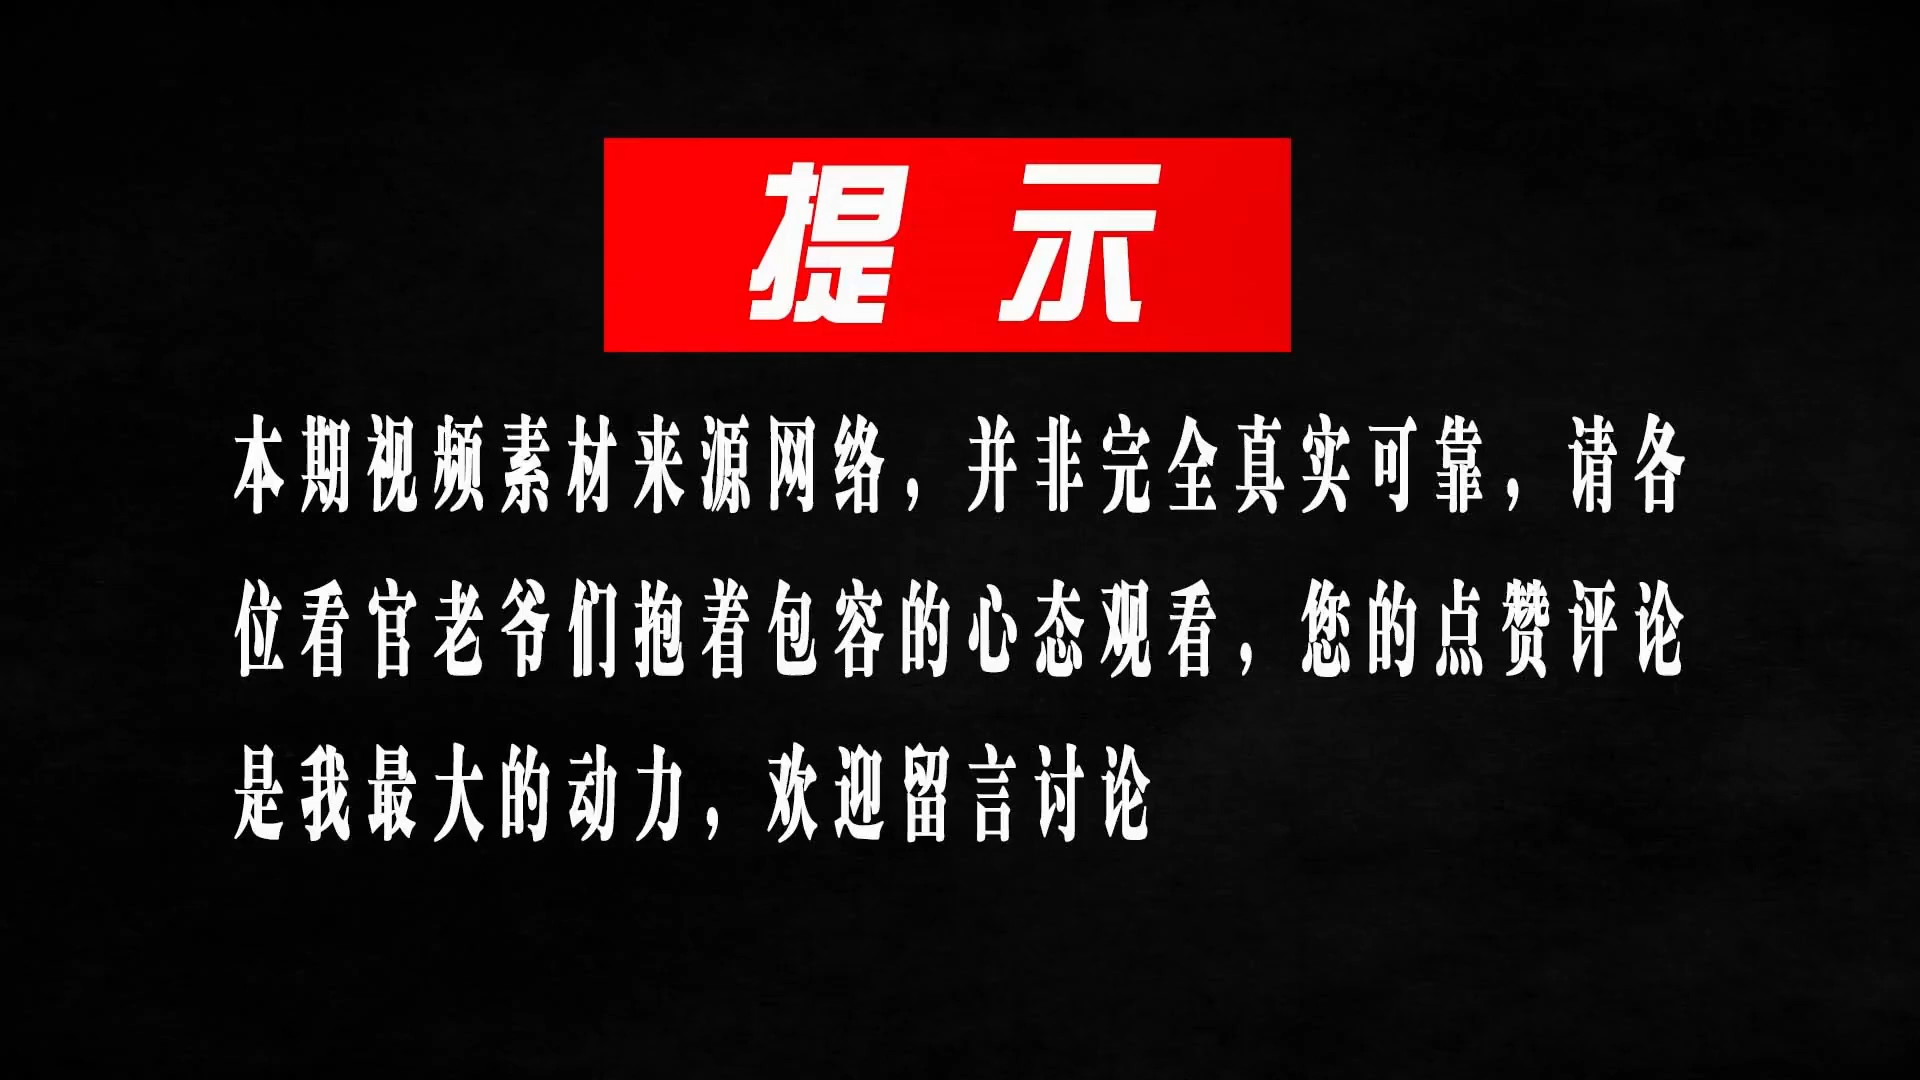 提示
本期视频素材来源网络，并非完全真实可靠，请各
位看官老爷们抱着包容的心态观看，您的点赞评论
是我最大的动力，欢迎留言讨论